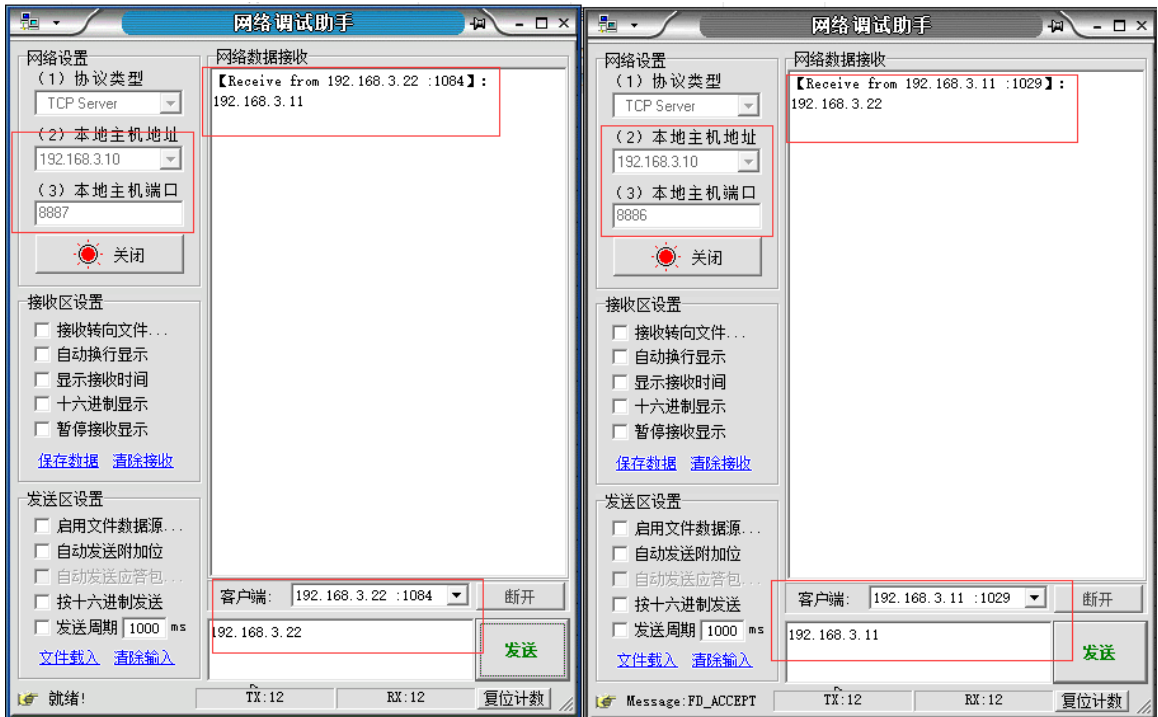 网络调试助手
网络设置
(1) 协议类型
TCP Server
(2) 本地主机地址
192.168.3.10
(3) 本地主机端口
8887
关闭
接收区设置
接收转向文件...
自动换行显示
显示接收时间
十六进制显示
暂停接收显示
保存数据 清除接收
发送区设置
启用文件数据源...
自动发送附加位
自动发送应答包...
按十六进制发送
发送周期 1000 ms
文件载入 清除输入
网络数据接收
【Receive from 192.168.3.22 :1084】:
192.168.3.11
客户端: 192.168.3.22 :1084 断开
192.168.3.22
发送
就绪! TX:12 RX:12 复位计数
网络调试助手
网络设置
(1) 协议类型
TCP Server
(2) 本地主机地址
192.168.3.10
(3) 本地主机端口
8886
关闭
接收区设置
接收转向文件...
自动换行显示
显示接收时间
十六进制显示
暂停接收显示
保存数据 清除接收
发送区设置
启用文件数据源...
自动发送附加位
自动发送应答包...
按十六进制发送
发送周期 1000 ms
文件载入 清除输入
网络数据接收
【Receive from 192.168.3.11 :1029】:
192.168.3.22
客户端: 192.168.3.11 :1029 断开
192.168.3.11
发送
Message:FD_ACCEPT TX:12 RX:12 复位计数